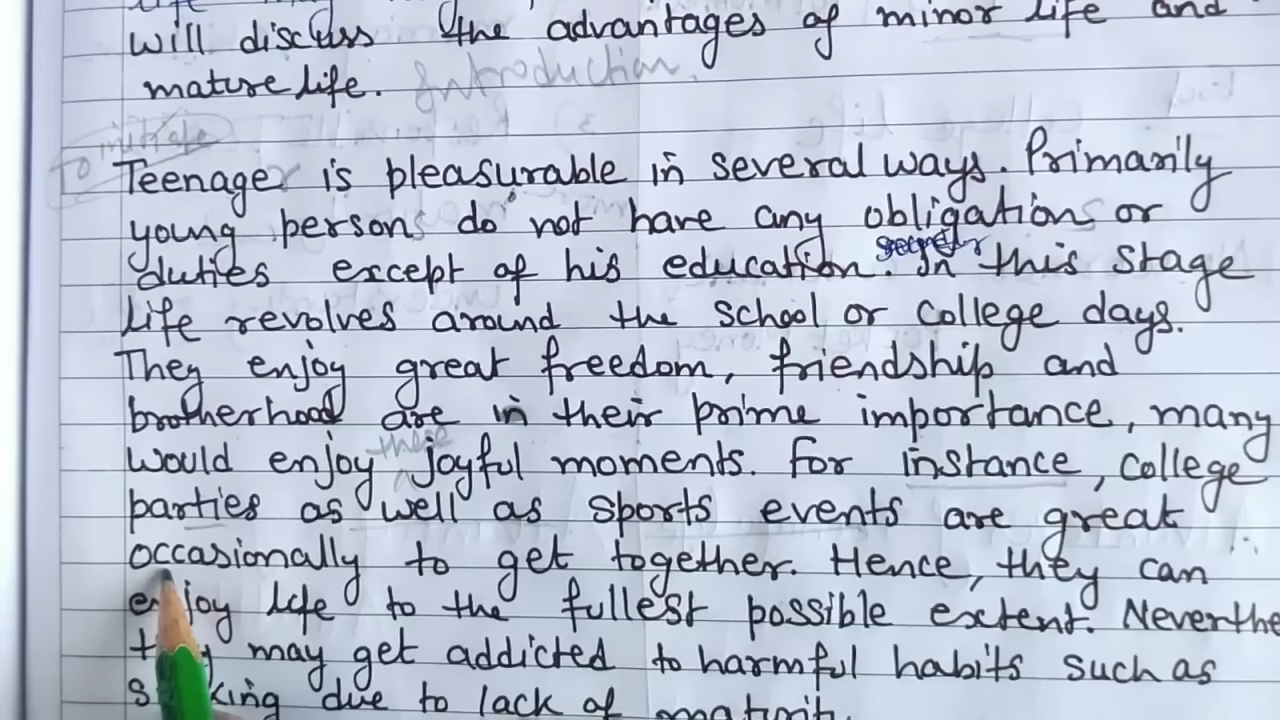 will discuss the advantages of minor life and
mature life. Introduction.
Teenage is pleasurable in several ways. Primarily
young persons do not have any obligations or
duties except of his education. In this stage
life revolves around the school or college days.
They enjoy great freedom, friendship and
brotherhood are in their prime importance, many
these
would enjoy joyful moments. For instance, college
parties as well as sports events are great
occasionally to get together. Hence, they can
enjoy life to the fullest possible extent. Neverthe
may get addicted to harmful habits such as
due to lack of